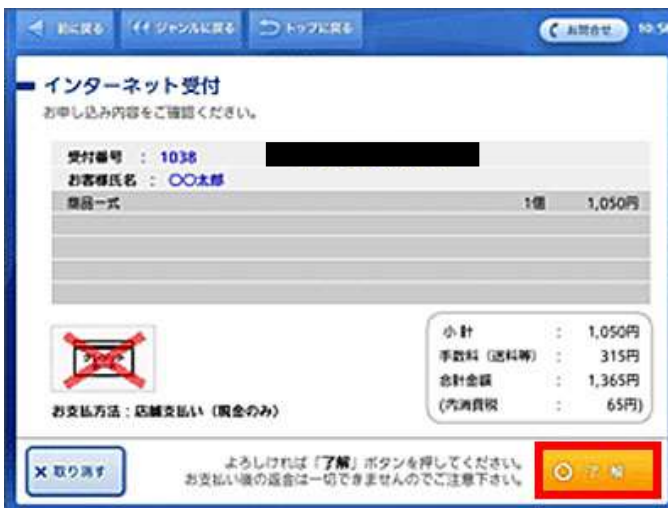 前に戻る
ジャンルに戻る
トップに戻る
お問合せ
インターネット受付
お申し込み内容をご確認ください。
受付番号 : 1038
お客様氏名 : 〇〇太郎
商品一式 1個 1,050円
小計 : 1,050円
手数料（送料等） : 315円
合計金額 : 1,365円
(内消費税 : 65円)
お支払方法：店舗支払い（現金のみ）
取り消す
よろしければ「了解」ボタンを押してください。
お支払い後の返金は一切できませんのでご注意下さい。
了解